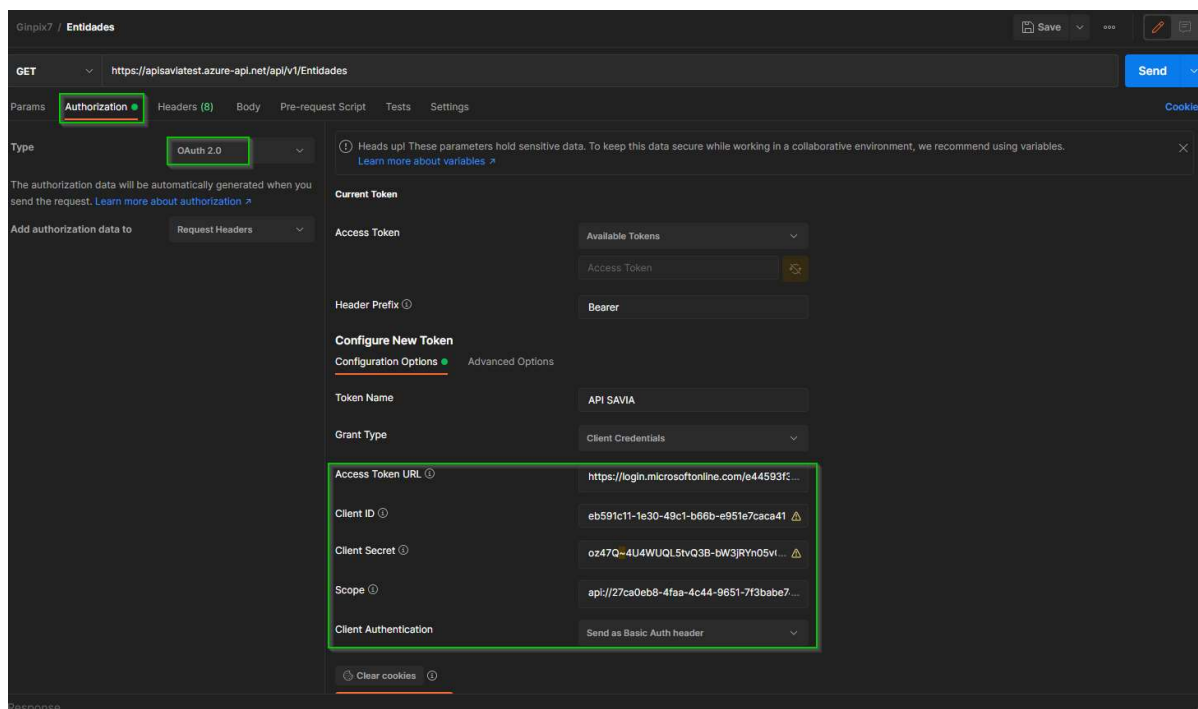 Ginpix7 / Entidades
Save
GET https://apisaviatest.azure-api.net/api/v1/Entidades
Send
Params Authorization Headers (8) Body Pre-request Script Tests Settings
Cookie
Type OAuth 2.0
The authorization data will be automatically generated when you
send the request. Learn more about authorization
Add authorization data to Request Headers
Heads up! These parameters hold sensitive data. To keep this data secure while working in a collaborative environment, we recommend using variables.
Learn more about variables
Current Token
Access Token Available Tokens
Access Token
Header Prefix Bearer
Configure New Token
Configuration Options Advanced Options
Token Name API SAVIA
Grant Type Client Credentials
Access Token URL https://login.microsoftonline.com/e44593f3...
Client ID eb591c11-1e30-49c1-b66b-e951e7caca41
Client Secret oz47Q~4U4WUQL5tvQ3B-bW3jRYn05v(...
Scope api://27ca0eb8-4faa-4c44-9651-7f3babe7...
Client Authentication Send as Basic Auth header
Clear cookies
Response